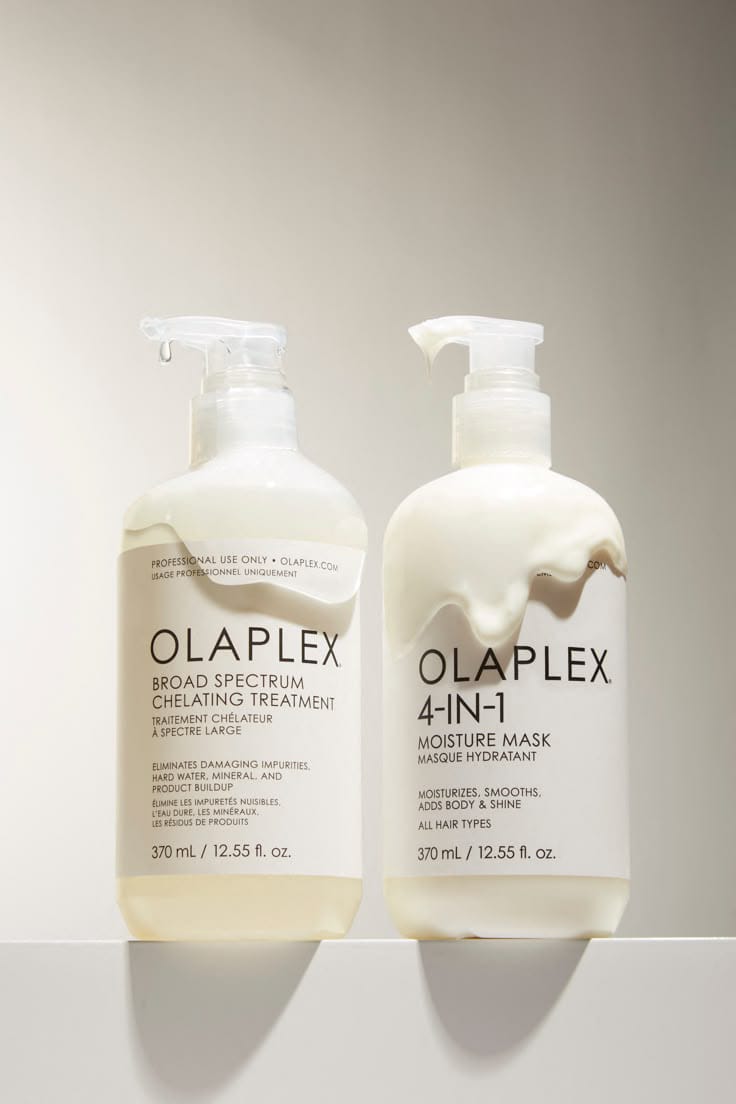 PROFESSIONAL USE ONLY • OLAPLEX.COM
USAGE PROFESSIONNEL UNIQUEMENT
OLAPLEX
BROAD SPECTRUM
CHELATING TREATMENT
TRAITEMENT CHÉLATEUR
À SPECTRE LARGE
ELIMINATES DAMAGING IMPURITIES,
HARD WATER, MINERAL, AND
PRODUCT BUILDUP
ÉLIMINE LES IMPURETÉS NUISIBLES,
L'EAU DURE, LES MINÉRAUX,
LES RÉSIDUS DE PRODUITS
370 mL / 12.55 fl. oz.
.COM
OLAPLEX
4-IN-1
MOISTURE MASK
MASQUE HYDRATANT
MOISTURIZES, SMOOTHS,
ADDS BODY & SHINE
ALL HAIR TYPES
370 mL / 12.55 fl. oz.